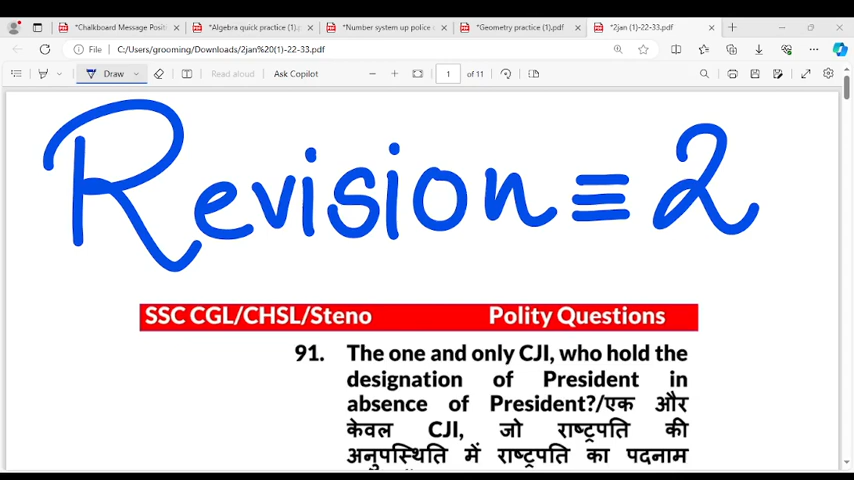 *Chalkboard Message Posit
*Algebra quick practice (1).p
*Number system up police
*Geometry practice (1).pdf
*2jan (1)-22-33.pdf
File C:/Users/grooming/Downloads/2jan%20(1)-22-33.pdf
Draw Read aloud Ask Copilot 1 of 11
Revision ≡ 2
SSC CGL/CHSL/Steno Polity Questions
91. The one and only CJI, who hold the
designation of President in
absence of President?/एक और
केवल CJI, जो राष्ट्रपति की
अनुपस्थिति में राष्ट्रपति का पदनाम